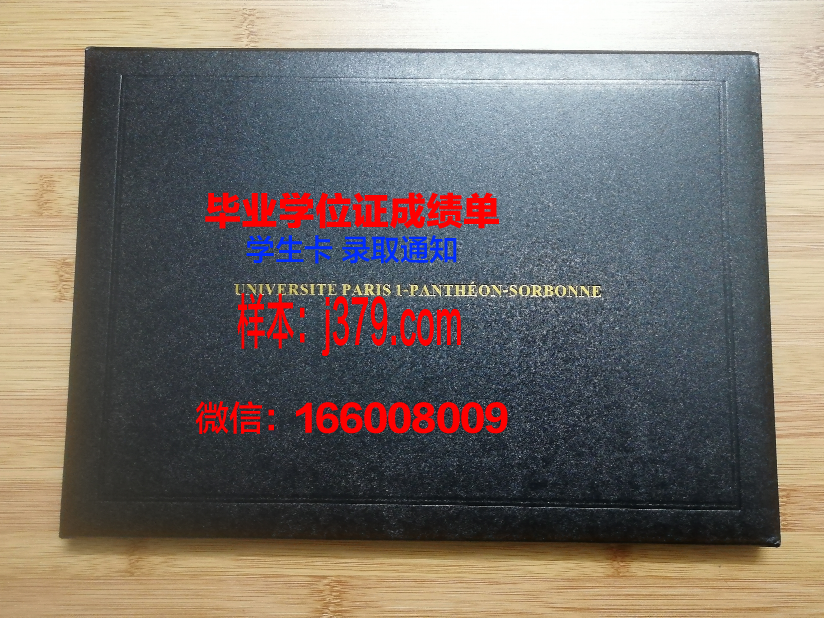 毕业学位证成绩单
学生卡 录取通知
UNIVERSITE PARIS 1-PANTHÉON-SORBONNE
样本：j379.com
微信：166008009